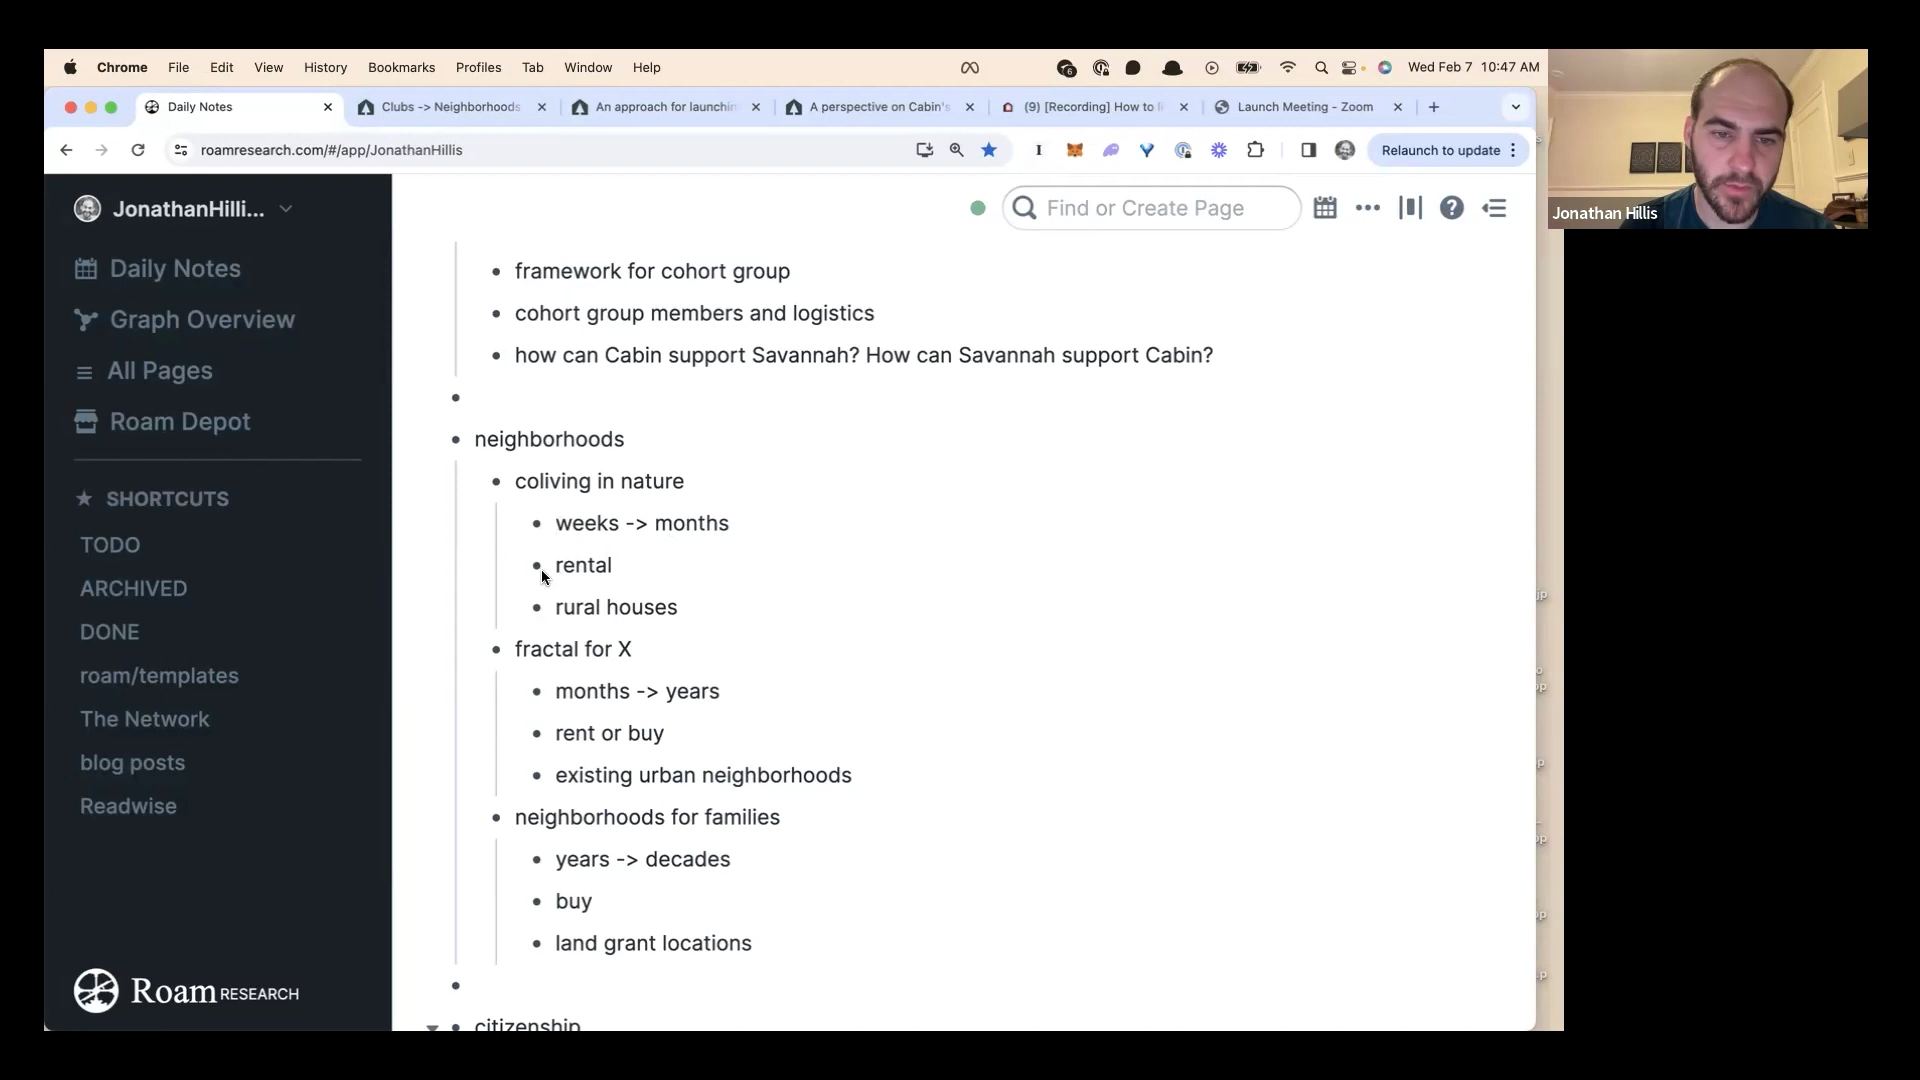 Chrome File Edit View History Bookmarks Profiles Tab Window Help
6
Wed Feb 7 10:47 AM
Daily Notes
Clubs -> Neighborhoods
An approach for launchin
A perspective on Cabin's
(9) [Recording] How to li
Launch Meeting - Zoom
roamresearch.com/#/app/JonathanHillis
Relaunch to update
Jonathan Hillis
JonathanHilli...
Find or Create Page
Daily Notes
Graph Overview
All Pages
Roam Depot
SHORTCUTS
TODO
ARCHIVED
DONE
roam/templates
The Network
blog posts
Readwise
Roam RESEARCH
framework for cohort group
cohort group members and logistics
how can Cabin support Savannah? How can Savannah support Cabin?
neighborhoods
coliving in nature
weeks -> months
rental
rural houses
fractal for X
months -> years
rent or buy
existing urban neighborhoods
neighborhoods for families
years -> decades
buy
land grant locations
citizenship